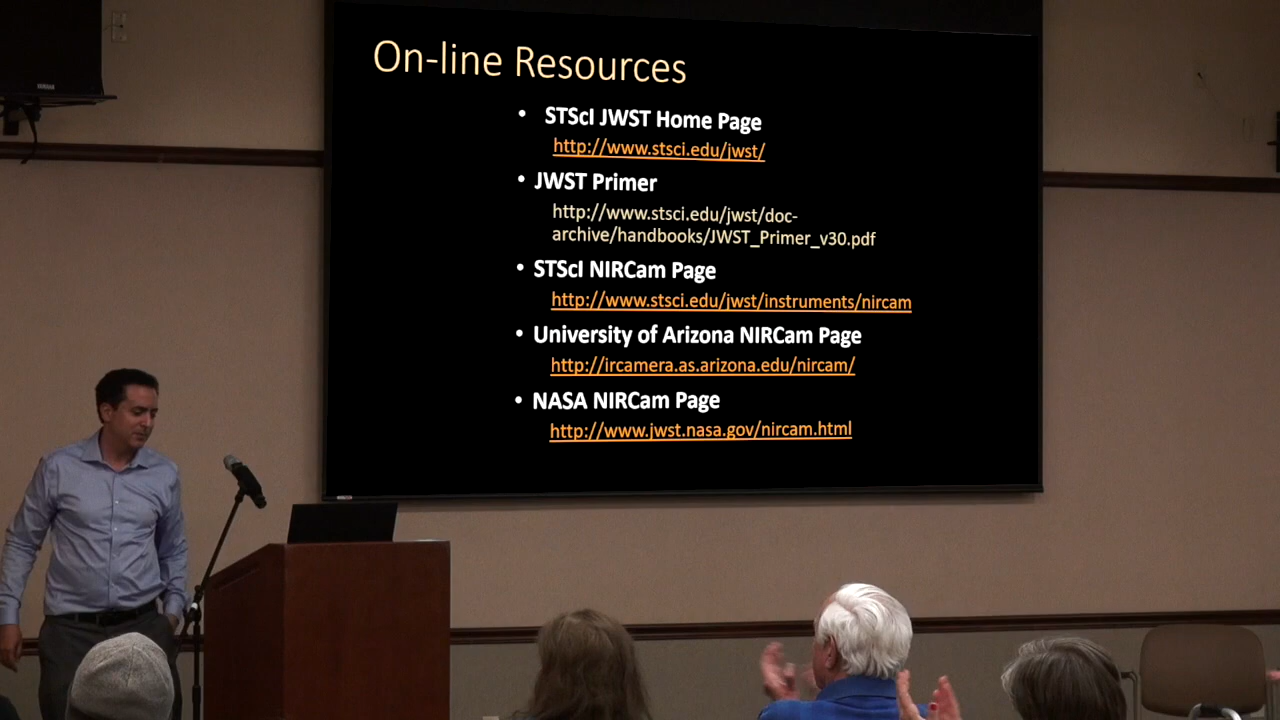 On-line Resources
• STScI JWST Home Page
http://www.stsci.edu/jwst/
• JWST Primer
http://www.stsci.edu/jwst/doc-
archive/handbooks/JWST_Primer_v30.pdf
• STScI NIRCam Page
http://www.stsci.edu/jwst/instruments/nircam
• University of Arizona NIRCam Page
http://ircamera.as.arizona.edu/nircam/
• NASA NIRCam Page
http://www.jwst.nasa.gov/nircam.html
YAMAHA